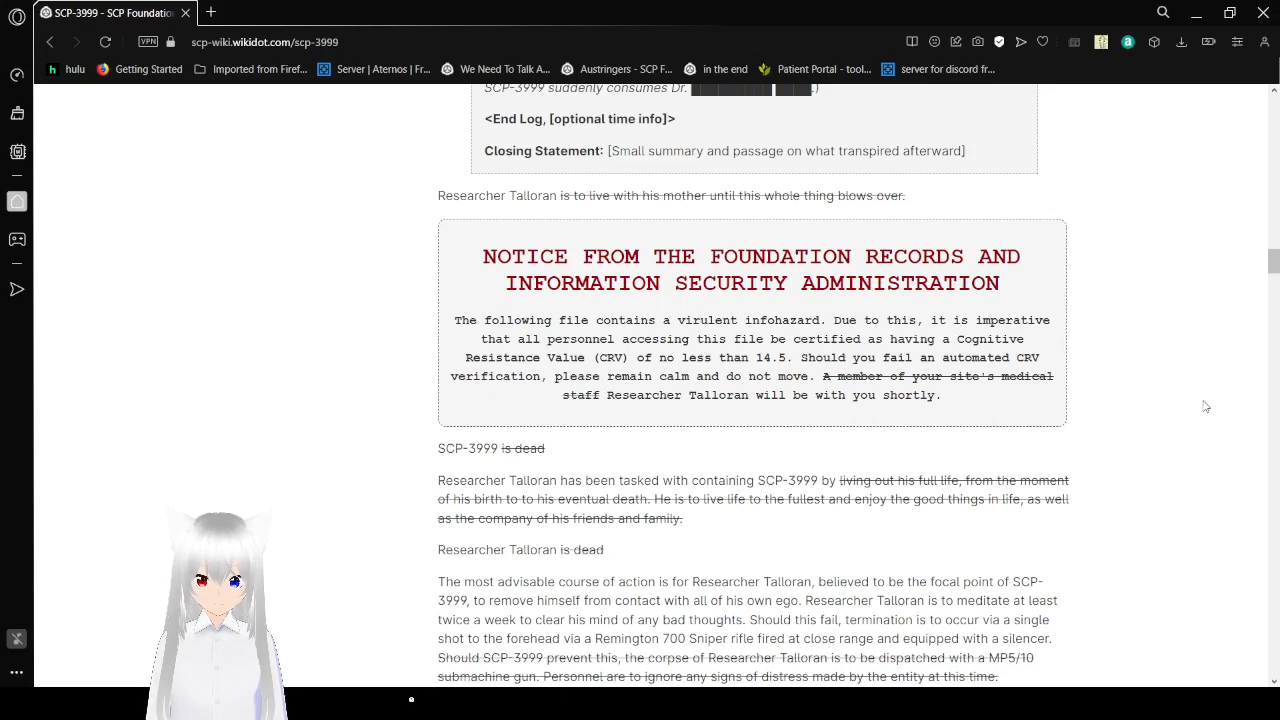 SCP-3999 - SCP Foundatio
VPN
scp-wiki.wikidot.com/scp-3999
hulu
Getting Started
Imported from Firef...
Server | Aternos | Fr...
We Need To Talk A...
Austringers - SCP F...
in the end
Patient Portal - tool...
server for discord fr...
SCP-3999 suddenly consumes Dr. ██████████ ████.)
<End Log, [optional time info]>
Closing Statement: [Small summary and passage on what transpired afterward]
Researcher Talloran is to live with his mother until this whole thing blows over.
NOTICE FROM THE FOUNDATION RECORDS AND
INFORMATION SECURITY ADMINISTRATION
The following file contains a virulent infohazard. Due to this, it is imperative
that all personnel accessing this file be certified as having a Cognitive
Resistance Value (CRV) of no less than 14.5. Should you fail an automated CRV
verification, please remain calm and do not move. A member of your site's medical
staff Researcher Talloran will be with you shortly.
SCP-3999 is dead
Researcher Talloran has been tasked with containing SCP-3999 by living out his full life, from the moment
of his birth to to his eventual death. He is to live life to the fullest and enjoy the good things in life, as well
as the company of his friends and family.
Researcher Talloran is dead
The most advisable course of action is for Researcher Talloran, believed to be the focal point of SCP-
3999, to remove himself from contact with all of his own ego. Researcher Talloran is to meditate at least
twice a week to clear his mind of any bad thoughts. Should this fail, termination is to occur via a single
shot to the forehead via a Remington 700 Sniper rifle fired at close range and equipped with a silencer.
Should SCP-3999 prevent this, the corpse of Researcher Talloran is to be dispatched with a MP5/10
submachine gun. Personnel are to ignore any signs of distress made by the entity at this time.